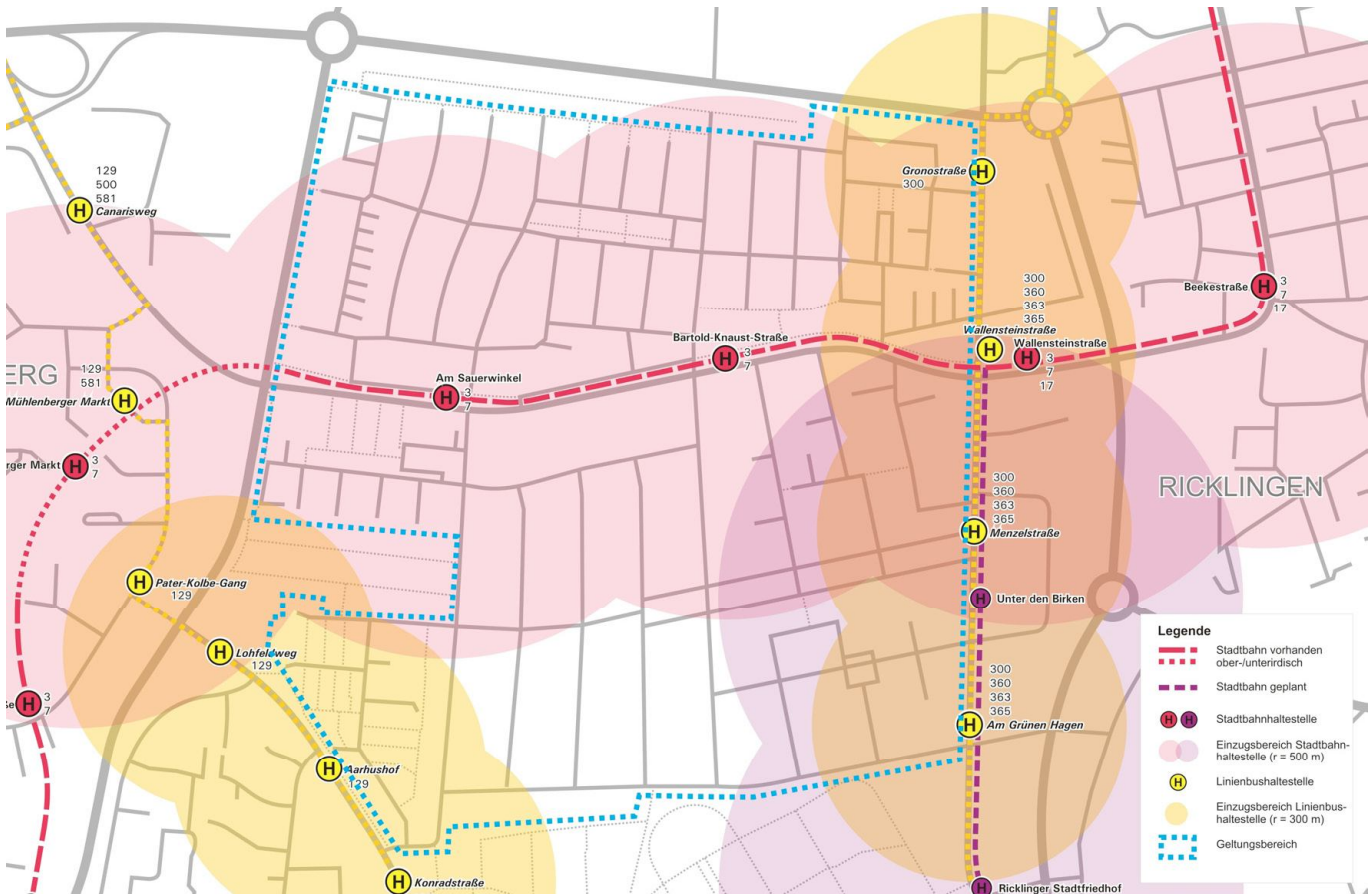 129
500
581
Canarisweg
Gronostraße
300
300
360
363
365
Wallensteinstraße
Wallensteinstraße
3
7
17
Beekestraße
3
7
17
Bartold-Knaust-Straße
3
7
Am Sauerwinkel
3
7
ERG
129
581
Mühlenberger Markt
rger Markt
3
7
RICKLINGEN
300
360
363
365
Menzelstraße
Pater-Kolbe-Gang
129
Unter den Birken
Lohfeldweg
129
300
360
363
365
Am Grünen Hagen
ße
3
7
Aarhushof
129
Konradstraße
Ricklinger Stadtfriedhof
Legende
Stadtbahn vorhanden
ober-/unterirdisch
Stadtbahn geplant
H H Stadtbahnhaltestelle
Einzugsbereich Stadtbahn-
haltestelle (r = 500 m)
H Linienbushaltestelle
Einzugsbereich Linienbus-
haltestelle (r = 300 m)
Geltungsbereich